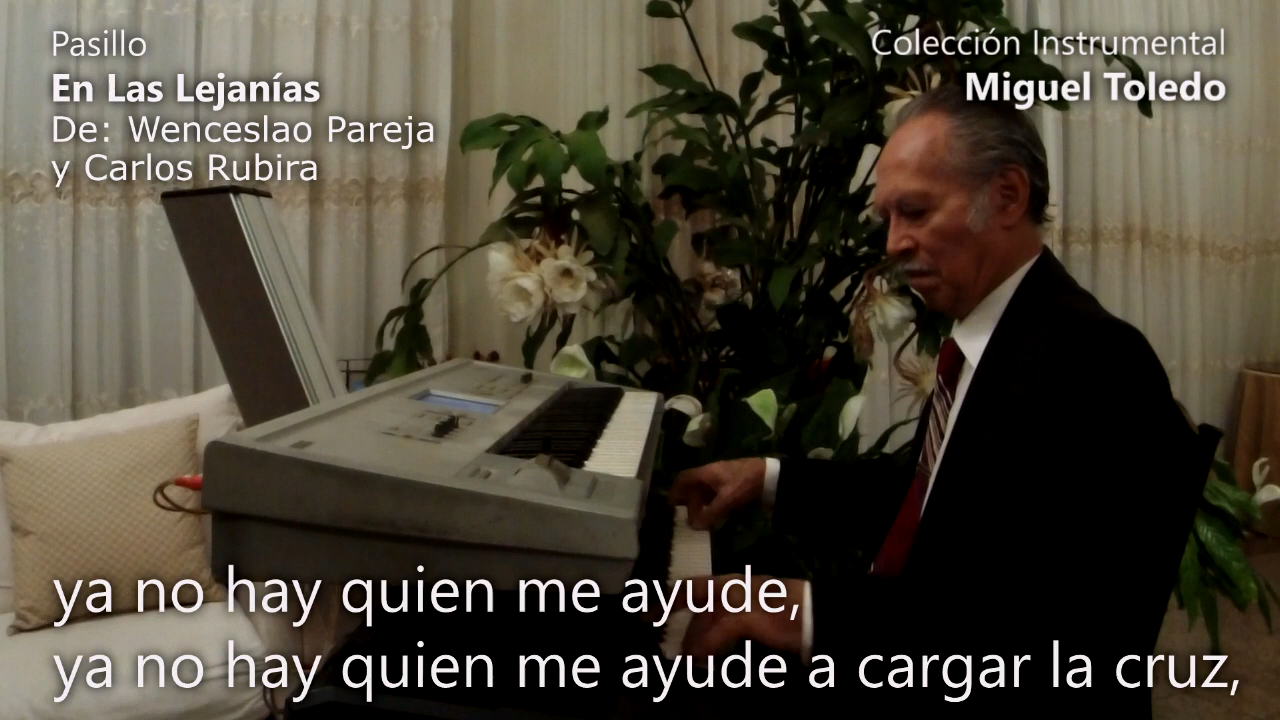 Pasillo
En Las Lejanías
De: Wenceslao Pareja
y Carlos Rubira
Colección Instrumental
Miguel Toledo
ya no hay quien me ayude,
ya no hay quien me ayude a cargar la cruz,